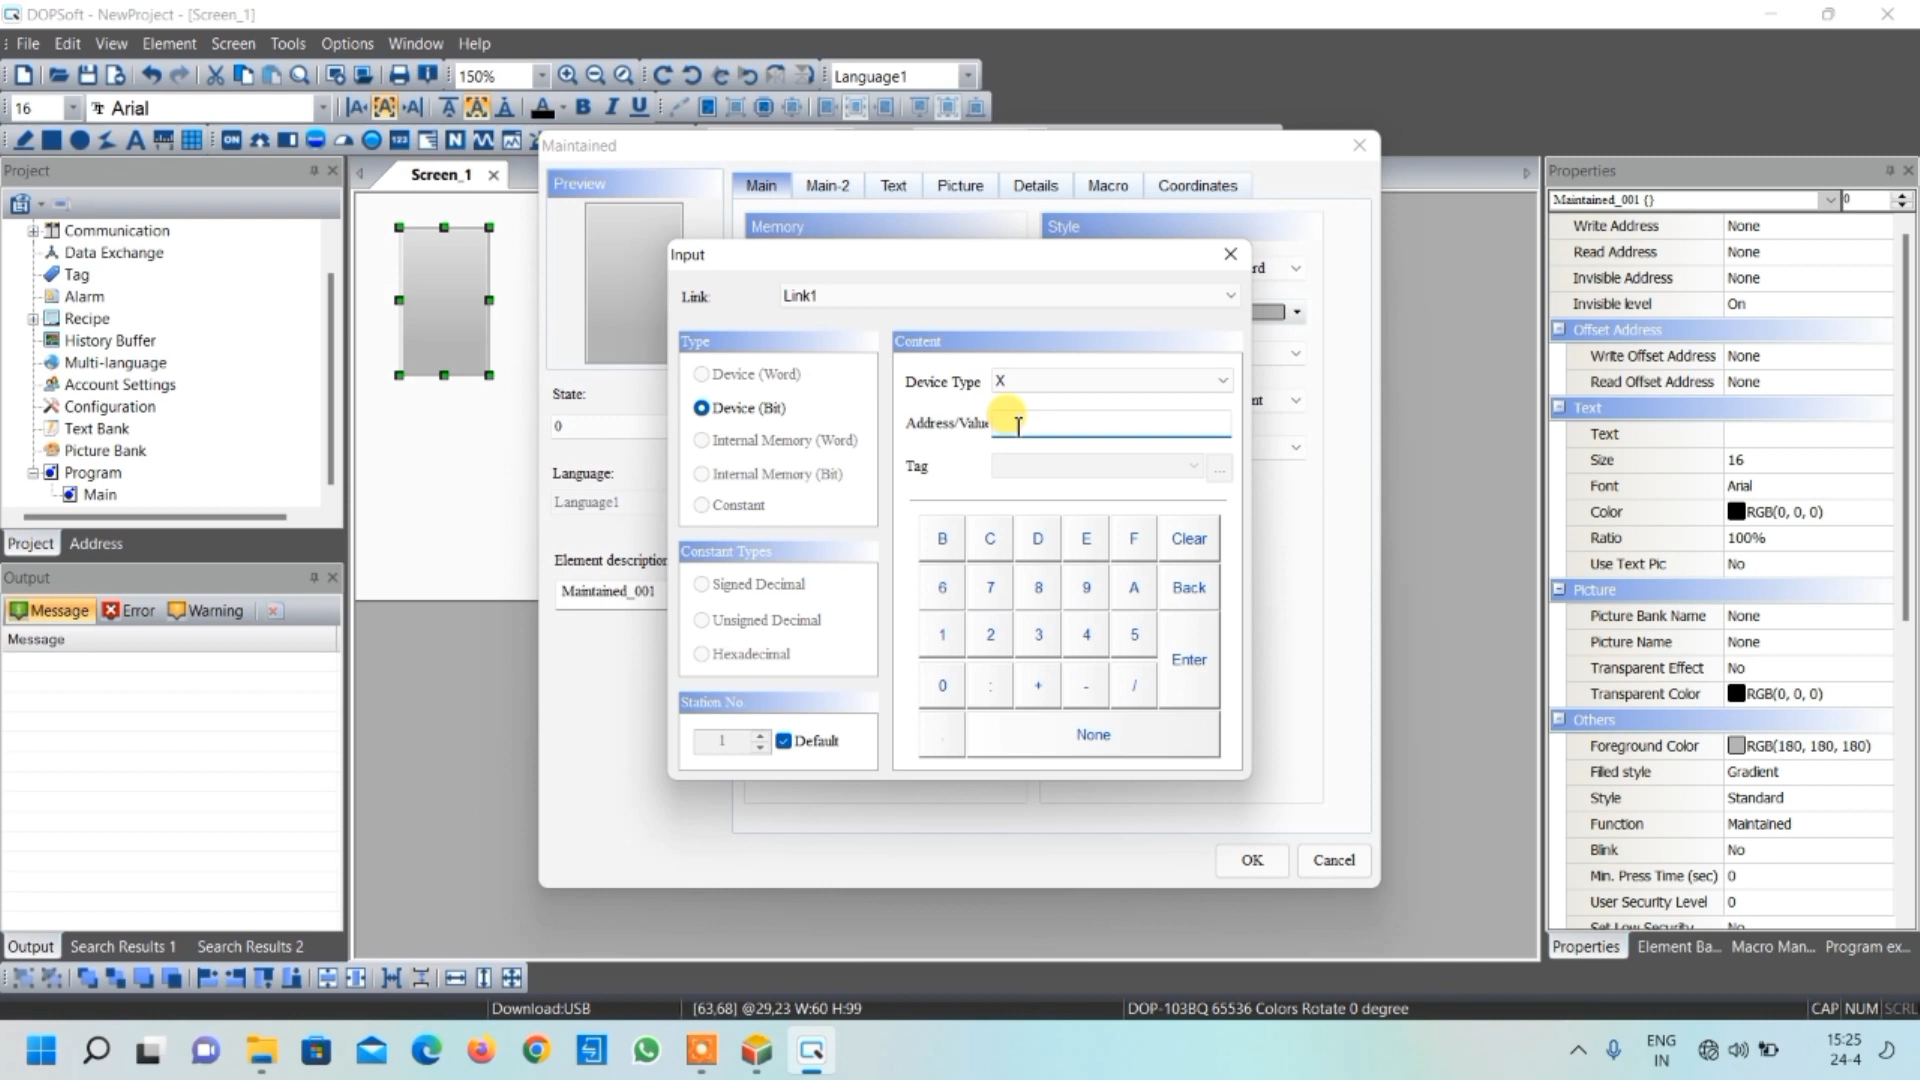 DOPSoft - NewProject - [Screen_1]
File Edit View Element Screen Tools Options Window Help
150% Language1
16 Arial
Project
Communication
Data Exchange
Tag
Alarm
Recipe
History Buffer
Multi-language
Account Settings
Configuration
Text Bank
Picture Bank
Program
Main
Project Address
Output
Message Error Warning
Message
Output Search Results 1 Search Results 2
Screen_1
Maintained
Preview
State:
0
Language:
Language1
Element description
Maintained_001
Main Main-2 Text Picture Details Macro Coordinates
Memory Style
rd
nt
Input
Link: Link1
Type
Device (Word)
Device (Bit)
Internal Memory (Word)
Internal Memory (Bit)
Constant
Constant Types
Signed Decimal
Unsigned Decimal
Hexadecimal
Station No
1 Default
Content
Device Type X
Address/Value
Tag ...
B C D E F Clear
6 7 8 9 A Back
1 2 3 4 5 Enter
0 : + - /
. None
OK Cancel
Properties
Maintained_001 {} 0
Write Address None
Read Address None
Invisible Address None
Invisible level On
Offset Address
Write Offset Address None
Read Offset Address None
Text
Text
Size 16
Font Arial
Color RGB(0, 0, 0)
Ratio 100%
Use Text Pic No
Picture
Picture Bank Name None
Picture Name None
Transparent Effect No
Transparent Color RGB(0, 0, 0)
Others
Foreground Color RGB(180, 180, 180)
Filled style Gradient
Style Standard
Function Maintained
Blink No
Min. Press Time (sec) 0
User Security Level 0
Set Low Security No
Properties Element Ba... Macro Man... Program ex...
Download:USB [63,68] @29,23 W:60 H:99 DOP-103BQ 65536 Colors Rotate 0 degree CAP NUM SCRL
ENG
IN
15:25
24-4